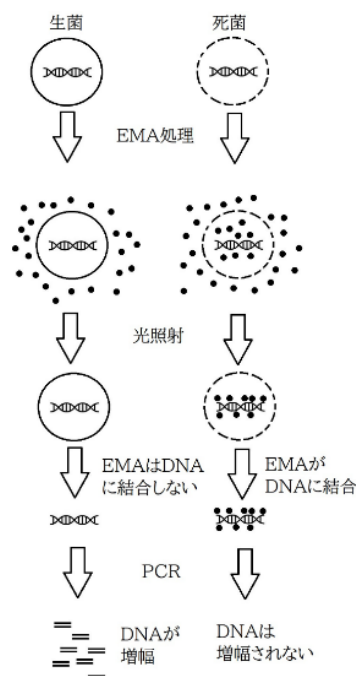 生菌
死菌
EMA処理
光照射
EMAはDNA
に結合しない
EMAが
DNAに結合
PCR
DNAが
増幅
DNAは
増幅されない